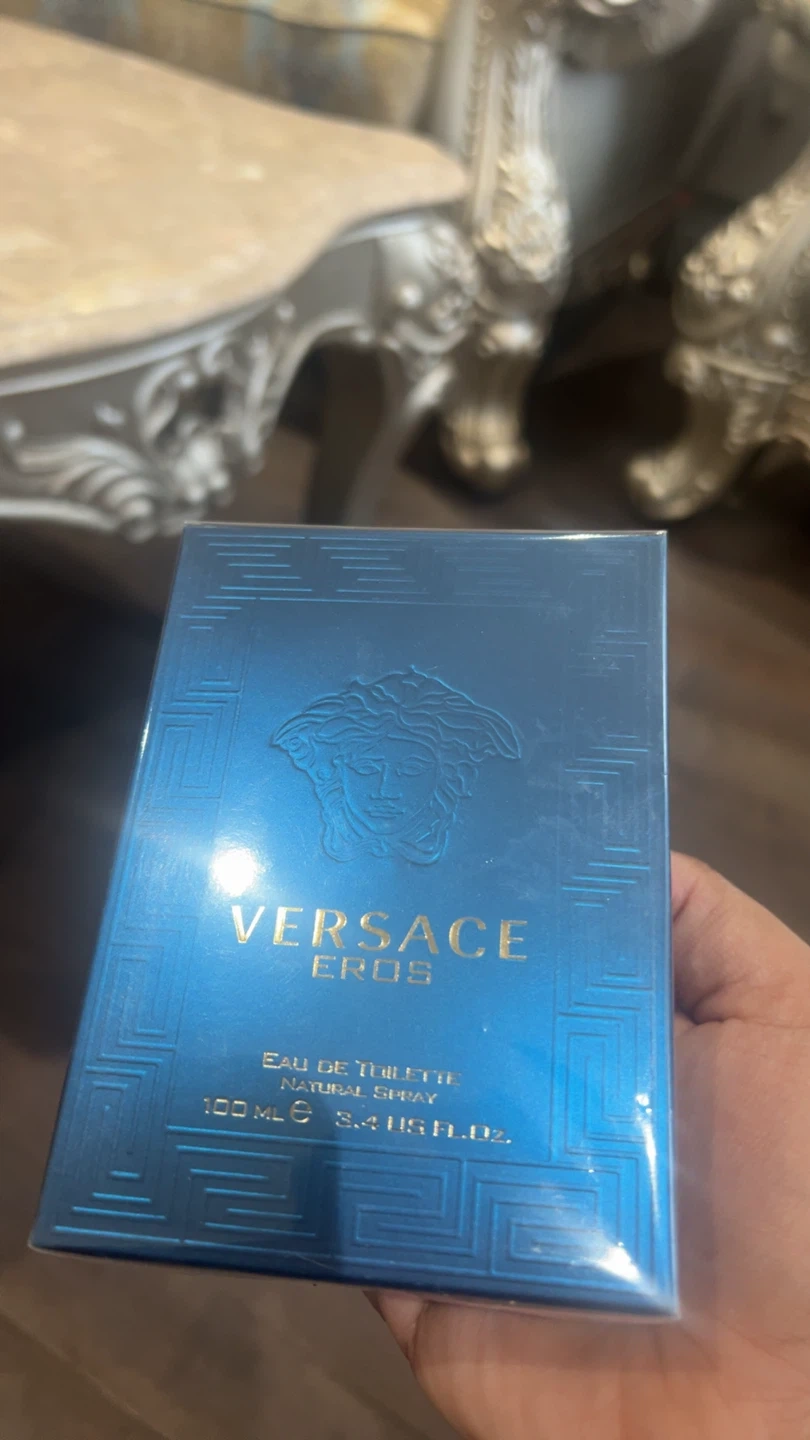 VERSACE
EROS
EAU DE TOILETTE
NATURAL SPRAY
100 ML e 3.4 US FL.OZ.